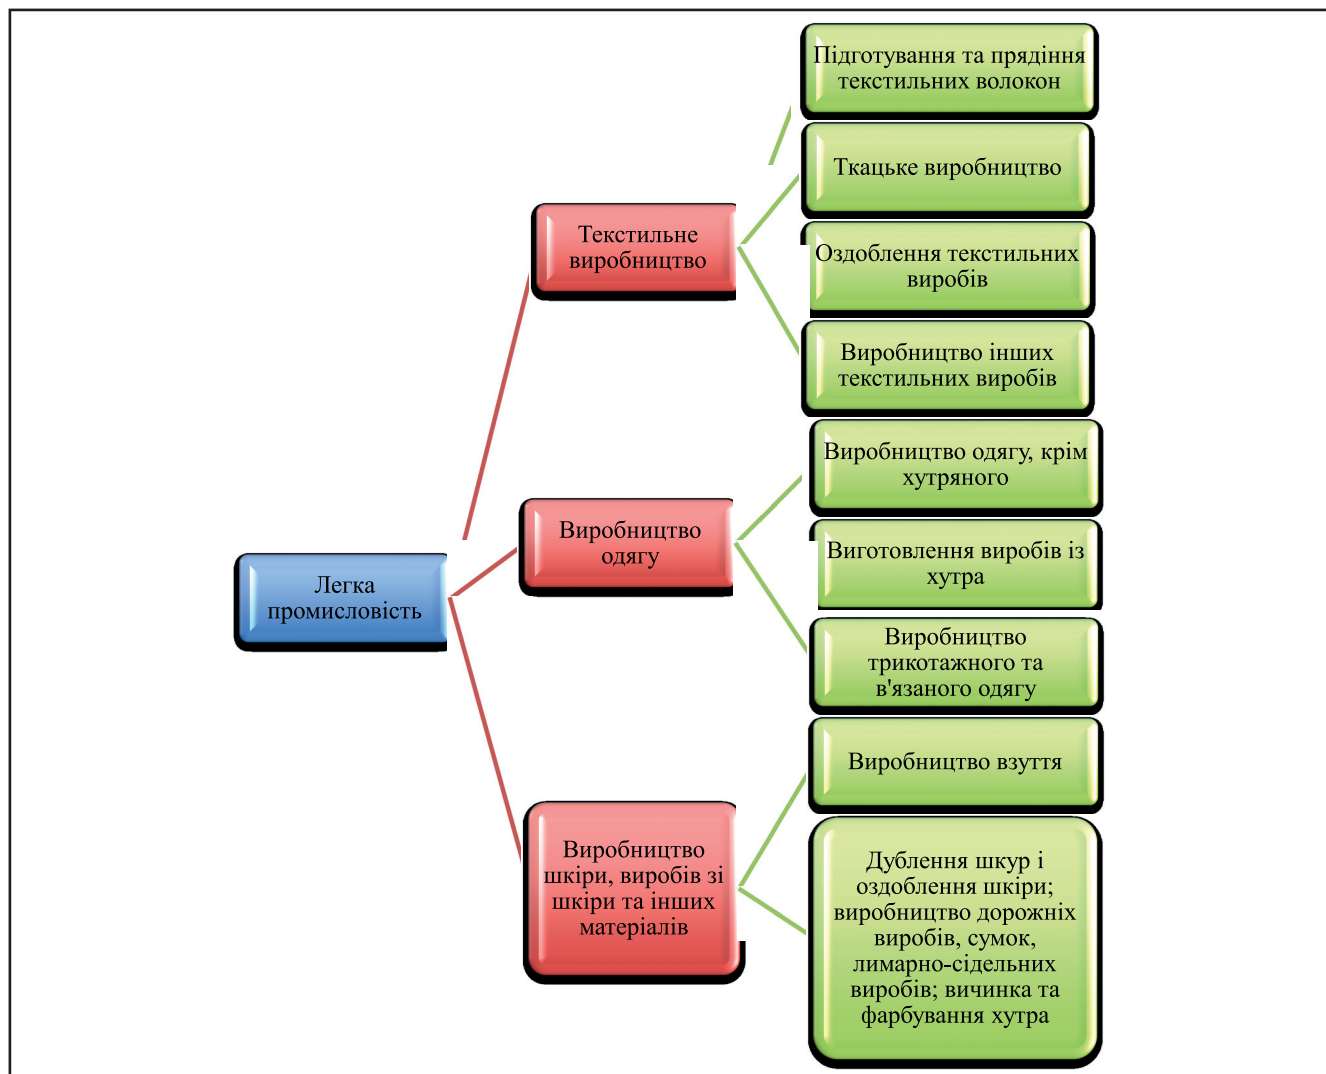 Легка
промисловість
Текстильне
виробництво
Підготування та прядіння
текстильних волокон
Ткацьке виробництво
Оздоблення текстильних
виробів
Виробництво інших
текстильних виробів
Виробництво
одягу
Виробництво одягу, крім
хутряного
Виготовлення виробів із
хутра
Виробництво
трикотажного та
в'язаного одягу
Виробництво
шкіри, виробів зі
шкіри та інших
матеріалів
Виробництво взуття
Дублення шкур і
оздоблення шкіри;
виробництво дорожніх
виробів, сумок,
лимарно-сідельних
виробів; вичинка та
фарбування хутра